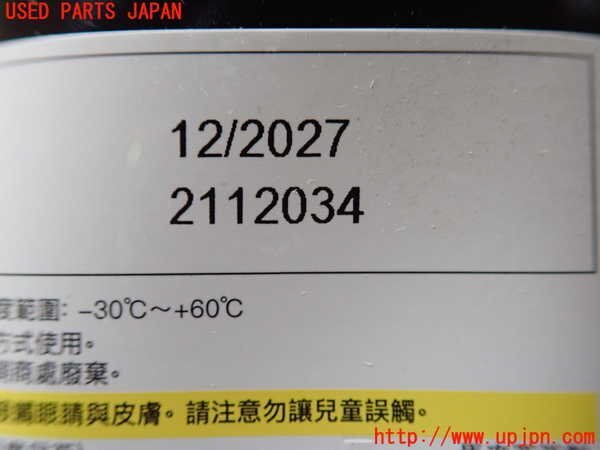 USED PARTS JAPAN
12/2027
2112034
度範圍: -30℃～+60℃
方式使用。
商處廢棄。
眼睛與皮膚。請注意勿讓兒童誤觸。
http://www.upjpn.com/